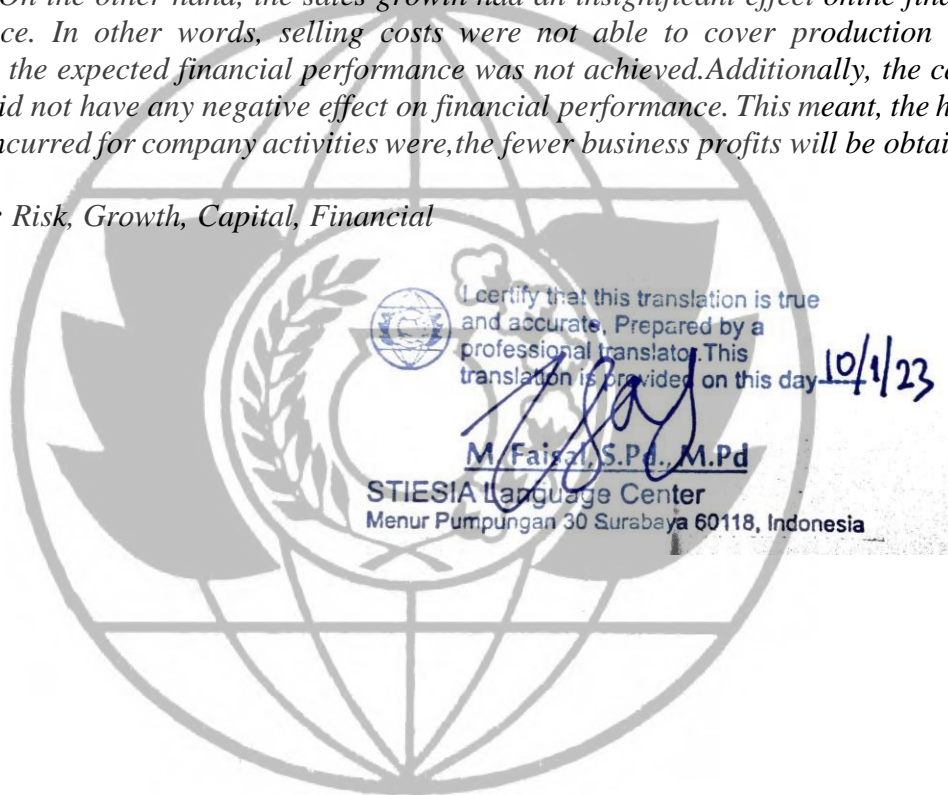 On the other hand, the sales growth had an insignificant effect online fina
ce. In other words, selling costs were not able to cover production
the expected financial performance was not achieved.Additionally, the ca
id not have any negative effect on financial performance. This meant, the h
ncurred for company activities were,the fewer business profits will be obtai
: Risk, Growth, Capital, Financial
I certify that this translation is true
and accurate, Prepared by a
professional translator.This
translation is provided on this day 10/1/23
M. Faisal, S.Pd., M.Pd
STIESIA Language Center
Menur Pumpungan 30 Surabaya 60118, Indonesia